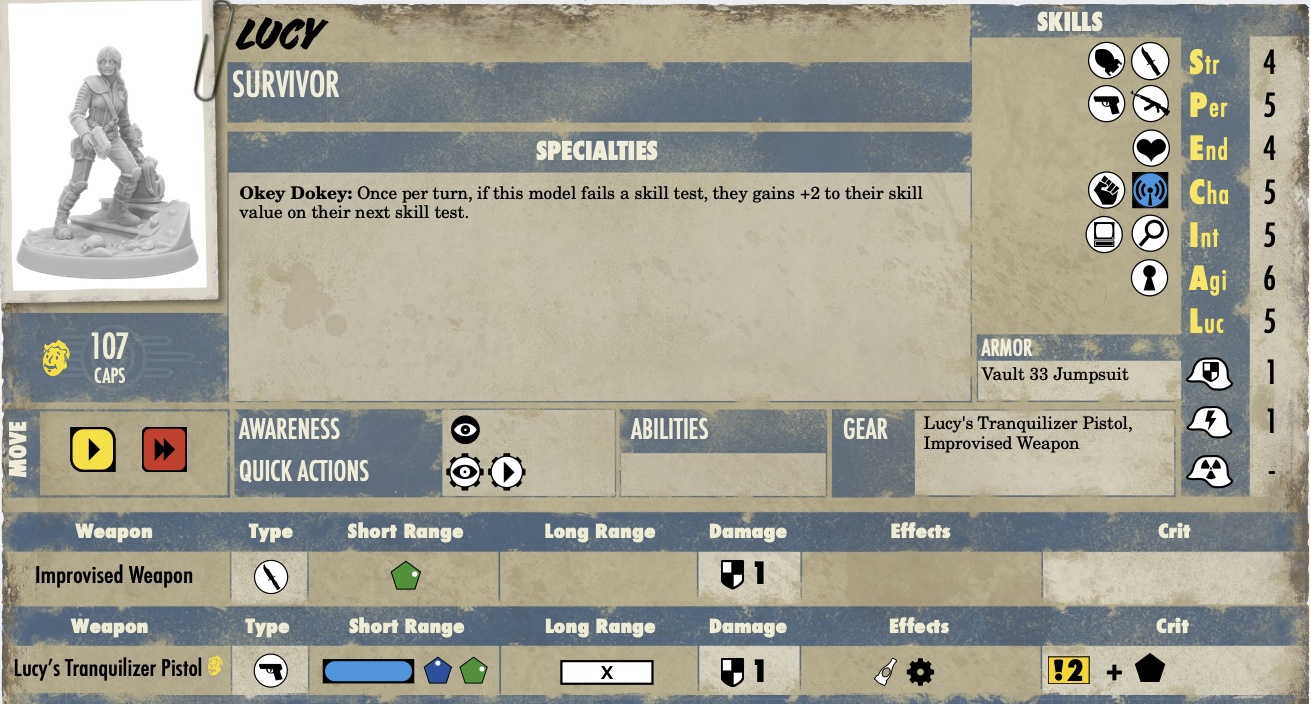 LUCY
SURVIVOR
SPECIALTIES
Okey Dokey: Once per turn, if this model fails a skill test, they gains +2 to their skill
value on their next skill test.
SKILLS
Str 4
Per 5
End 4
Cha 5
Int 5
Agi 6
Luc 5
ARMOR
Vault 33 Jumpsuit
1
1
-
107
CAPS
MOVE
AWARENESS
QUICK ACTIONS
ABILITIES
GEAR
Lucy's Tranquilizer Pistol,
Improvised Weapon
Weapon Type Short Range Long Range Damage Effects Crit
Improvised Weapon 1
Weapon Type Short Range Long Range Damage Effects Crit
Lucy's Tranquilizer Pistol X 1 !2 +